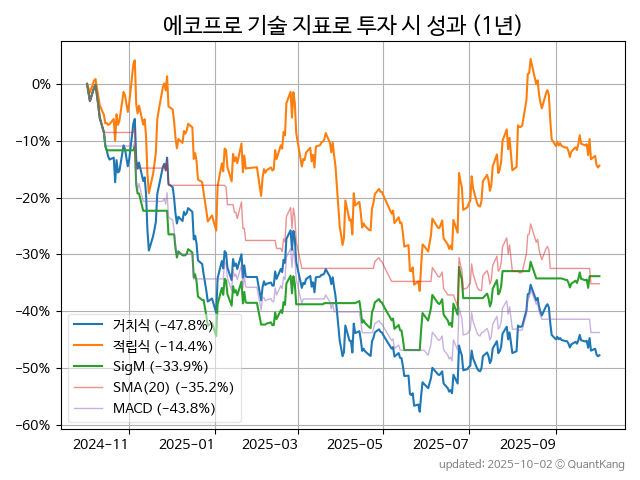 에코프로 기술 지표로 투자 시 성과 (1년)
0%
−10%
−20%
−30%
−40%
−50%
−60%
거치식 (−47.8%)
적립식 (−14.4%)
SigM (−33.9%)
SMA(20) (−35.2%)
MACD (−43.8%)
2024-11 2025-01 2025-03 2025-05 2025-07 2025-09
updated: 2025-10-02 © QuantKang